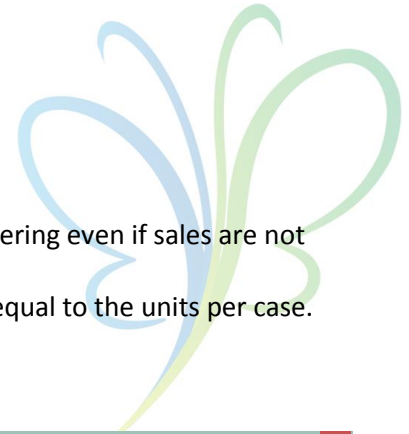 ering even if sales are not
equal to the units per case.